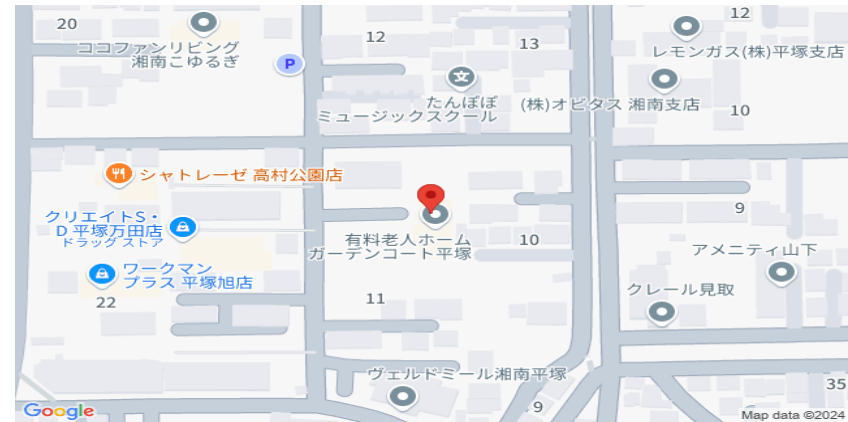 20
ココファンリビング
湘南こゆるぎ
P
12
13
12
レモンガス(株)平塚支店
たんぽぽ
ミュージックスクール
(株)オビタス 湘南支店
10
シャトレーゼ 高村公園店
クリエイトS・
D 平塚万田店
ドラッグ ストア
有料老人ホーム
ガーデンコート平塚
10
9
アメニティ山下
ワークマン
プラス 平塚旭店
22
11
クレール見取
ヴェルドミール湘南平塚
9
35
Google
Map data ©2024